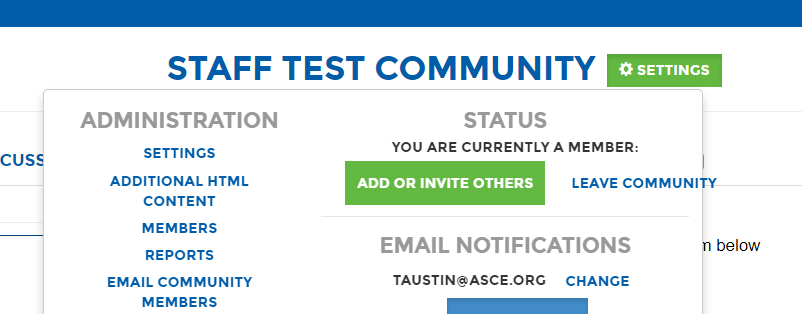 STAFF TEST COMMUNITY SETTINGS
ADMINISTRATION
SETTINGS
ADDITIONAL HTML
CONTENT
MEMBERS
REPORTS
EMAIL COMMUNITY
MEMBERS
STATUS
YOU ARE CURRENTLY A MEMBER:
ADD OR INVITE OTHERS LEAVE COMMUNITY
EMAIL NOTIFICATIONS
TAUSTIN@ASCE.ORG CHANGE
CUSS
m below